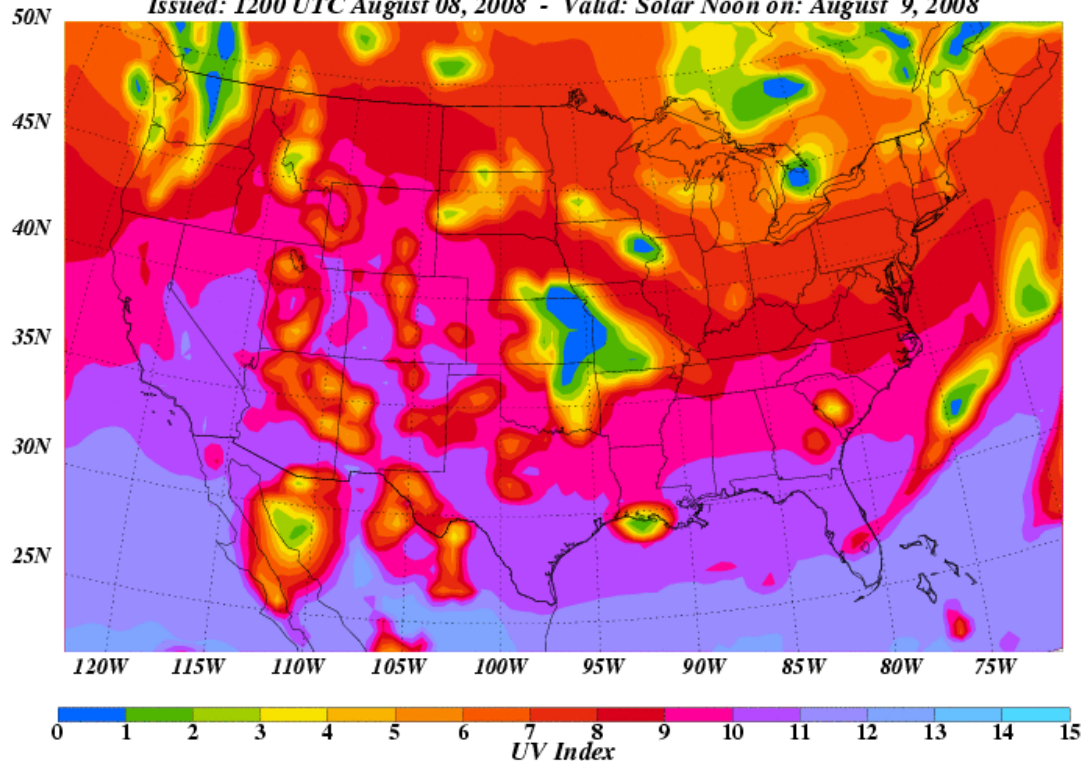 Issued: 1200 UTC August 08, 2008 - Valid: Solar Noon on: August 9, 2008
50N
45N
40N
35N
30N
25N
120W 115W 110W 105W 100W 95W 90W 85W 80W 75W
0 1 2 3 4 5 6 7 8 9 10 11 12 13 14 15
UV Index